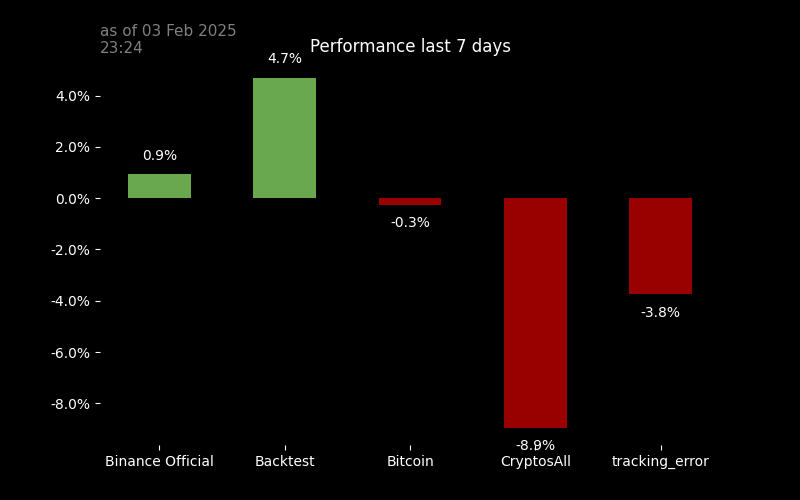 as of 03 Feb 2025
23:24
Performance last 7 days
4.7%
4.0%
0.9%
2.0%
0.0%
-0.3%
-2.0%
-4.0%
-3.8%
-6.0%
-8.0%
-8.9%
Binance Official
Backtest
Bitcoin
CryptosAll
tracking_error